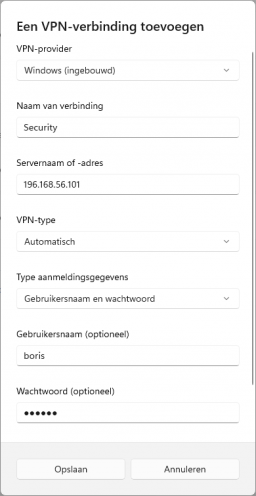 Een VPN-verbinding toevoegen
VPN-provider
Windows (ingebouwd)
Naam van verbinding
Security
Servernaam of -adres
196.168.56.101
VPN-type
Automatisch
Type aanmeldingsgegevens
Gebruikersnaam en wachtwoord
Gebruikersnaam (optioneel)
boris
Wachtwoord (optioneel)
●●●●●●
Opslaan
Annuleren